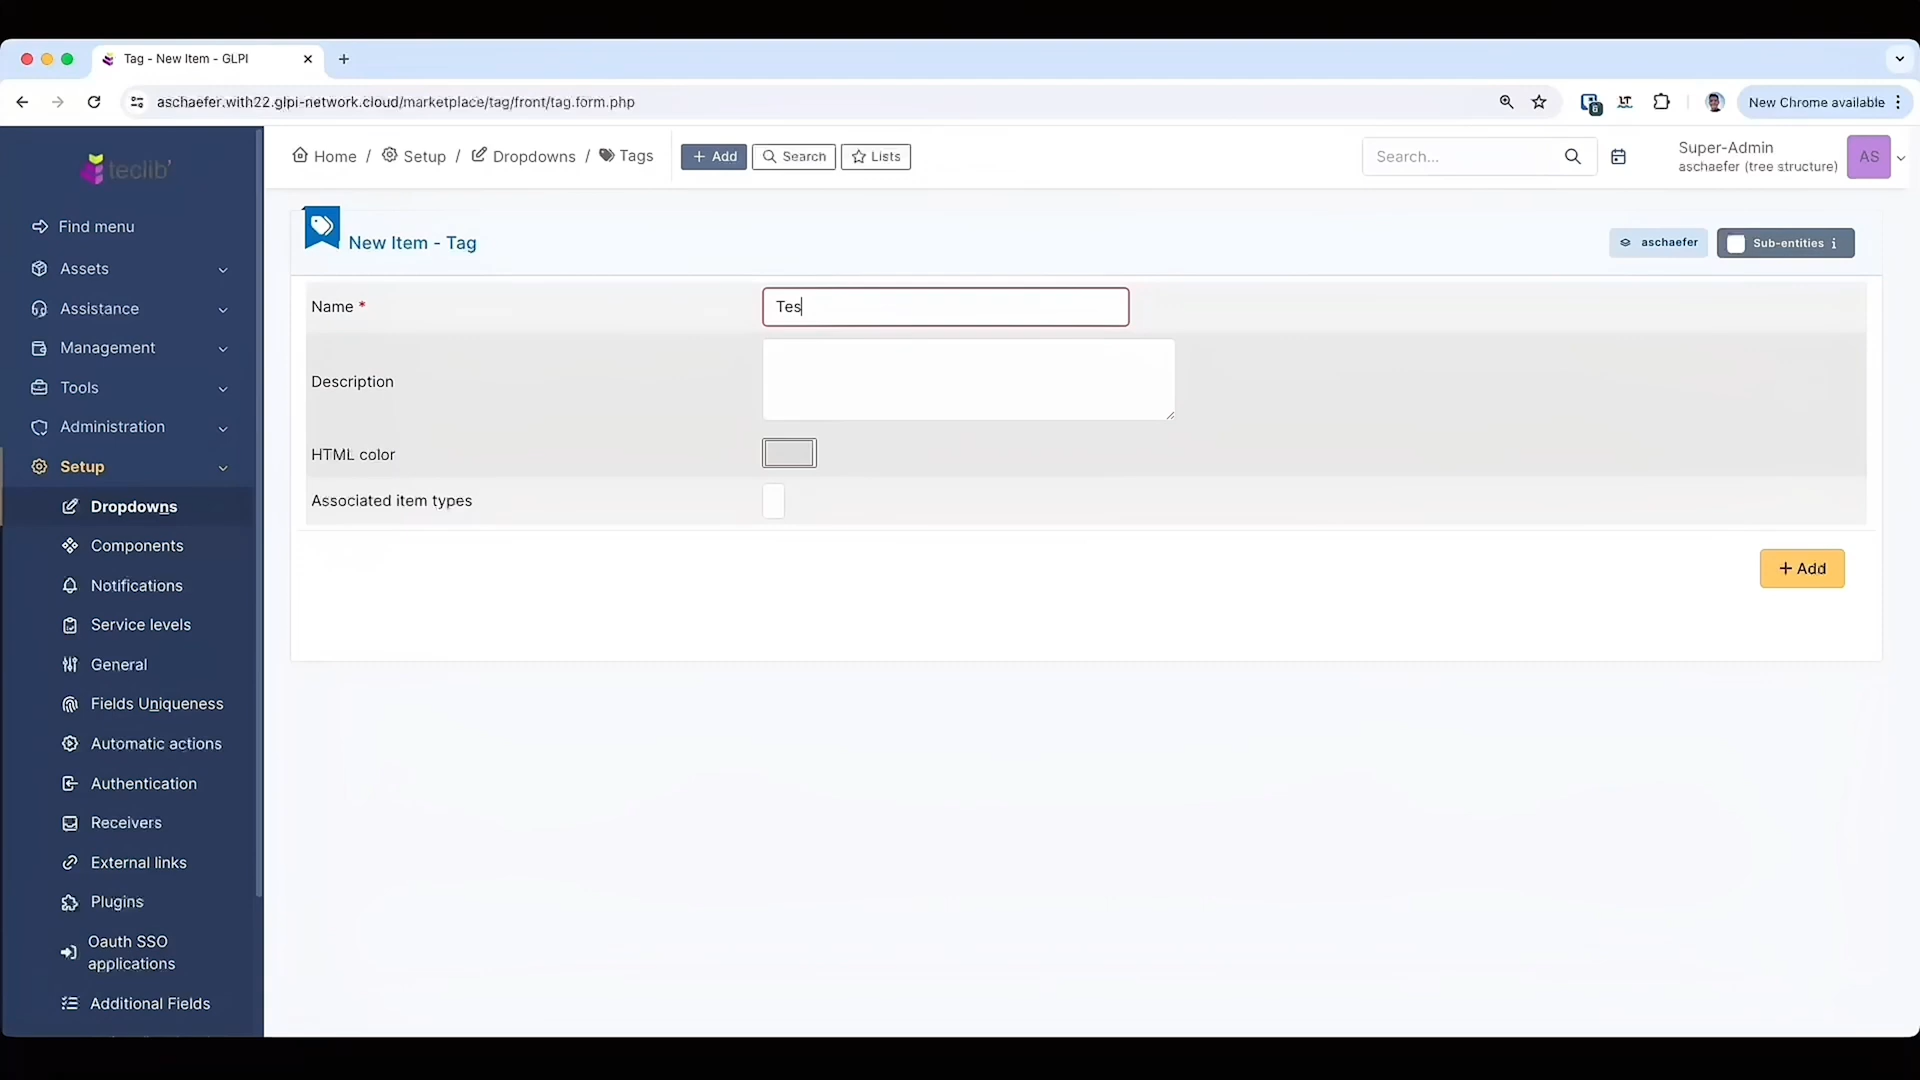 Tag - New Item - GLPI
aschaefer.with22.glpi-network.cloud/marketplace/tag/front/tag.form.php
6
LT
New Chrome available
teclib'
Home / Setup / Dropdowns / Tags
+ Add
Search
Lists
Search...
Super-Admin
aschaefer (tree structure)
AS
Find menu
Assets
Assistance
Management
Tools
Administration
Setup
Dropdowns
Components
Notifications
Service levels
General
Fields Uniqueness
Automatic actions
Authentication
Receivers
External links
Plugins
Oauth SSO
applications
Additional Fields
New Item - Tag
aschaefer
Sub-entities i
Name *
Tes
Description
HTML color
Associated item types
+ Add